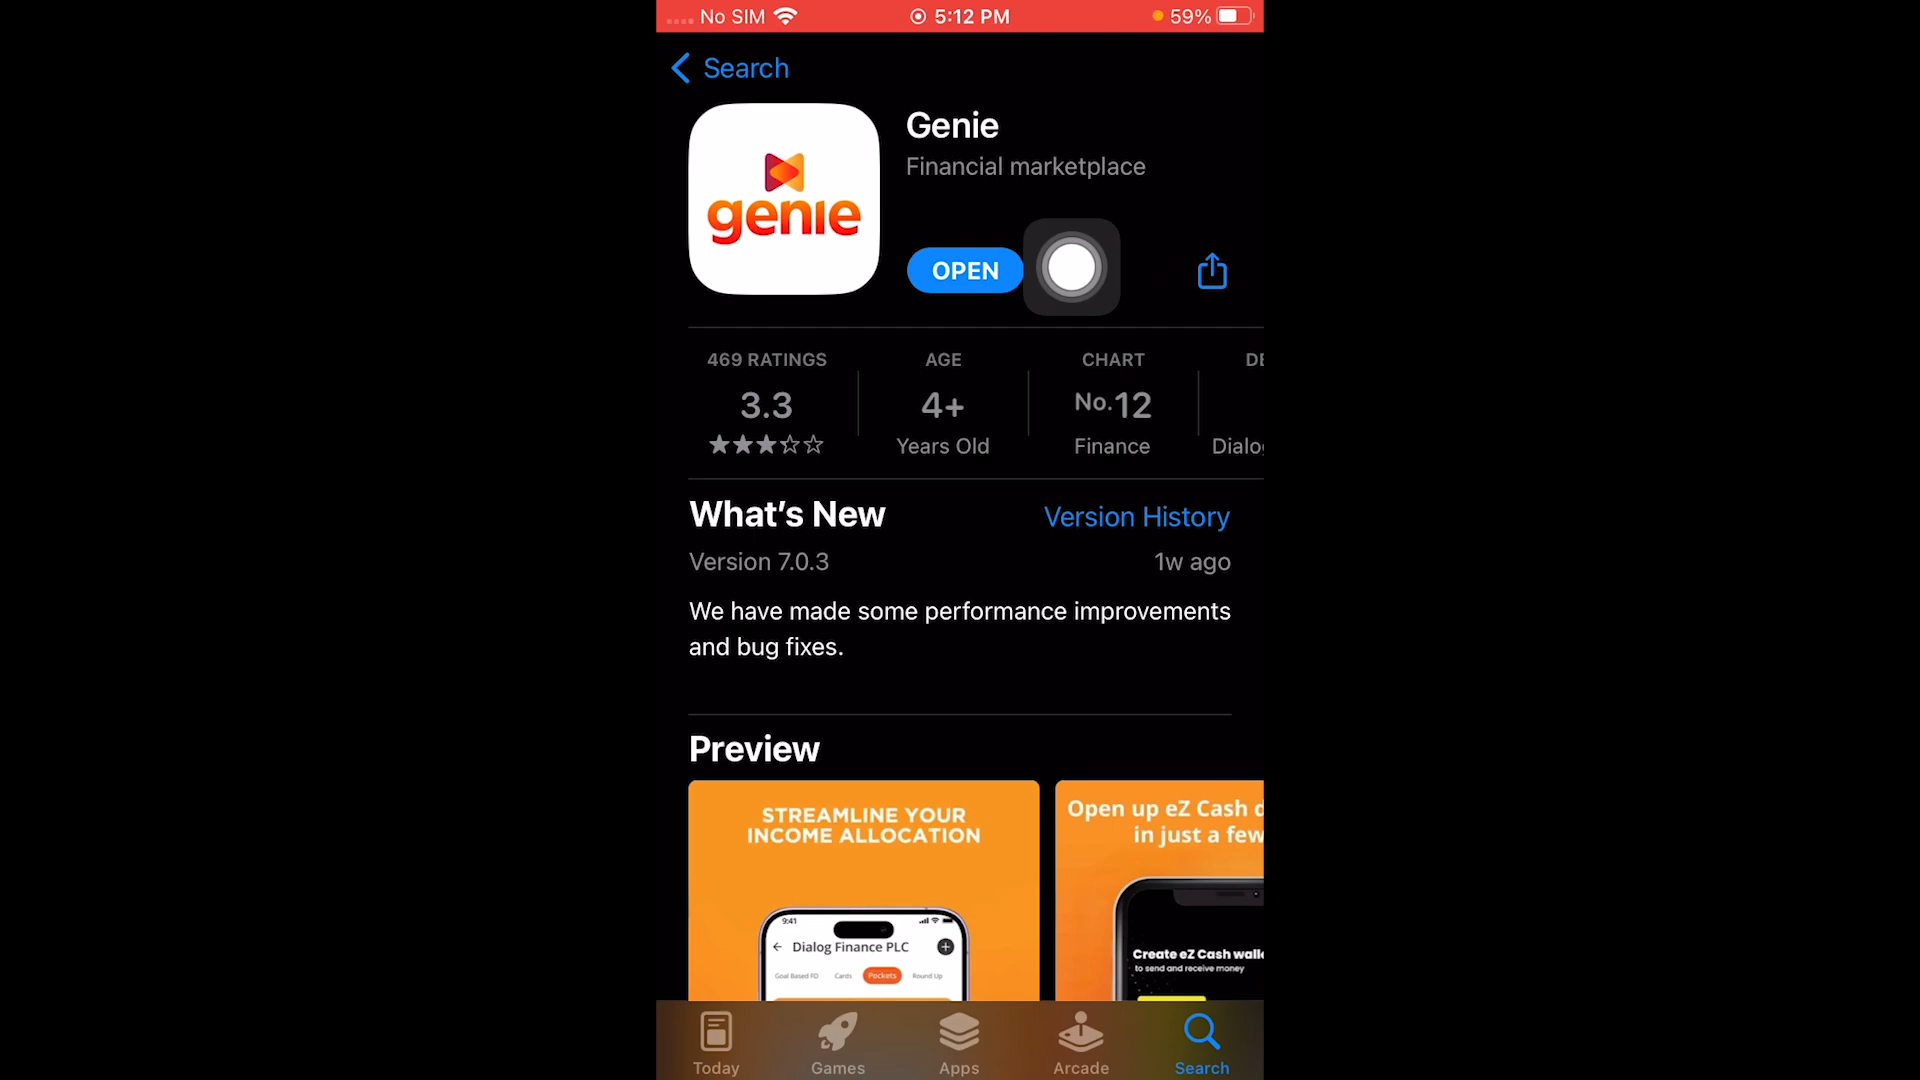 No SIM 5:12 PM 59%
Search
genie
Genie
Financial marketplace
OPEN
469 RATINGS AGE CHART DE
3.3 4+ No.12
Years Old Finance Dialog
What's New Version History
Version 7.0.3 1w ago
We have made some performance improvements
and bug fixes.
Preview
STREAMLINE YOUR
INCOME ALLOCATION
9:41
Dialog Finance PLC
Goal Based FD Cards Pockets Round Up
Open up eZ Cash d
in just a few
Create eZ Cash walle
to send and receive money
Today Games Apps Arcade Search